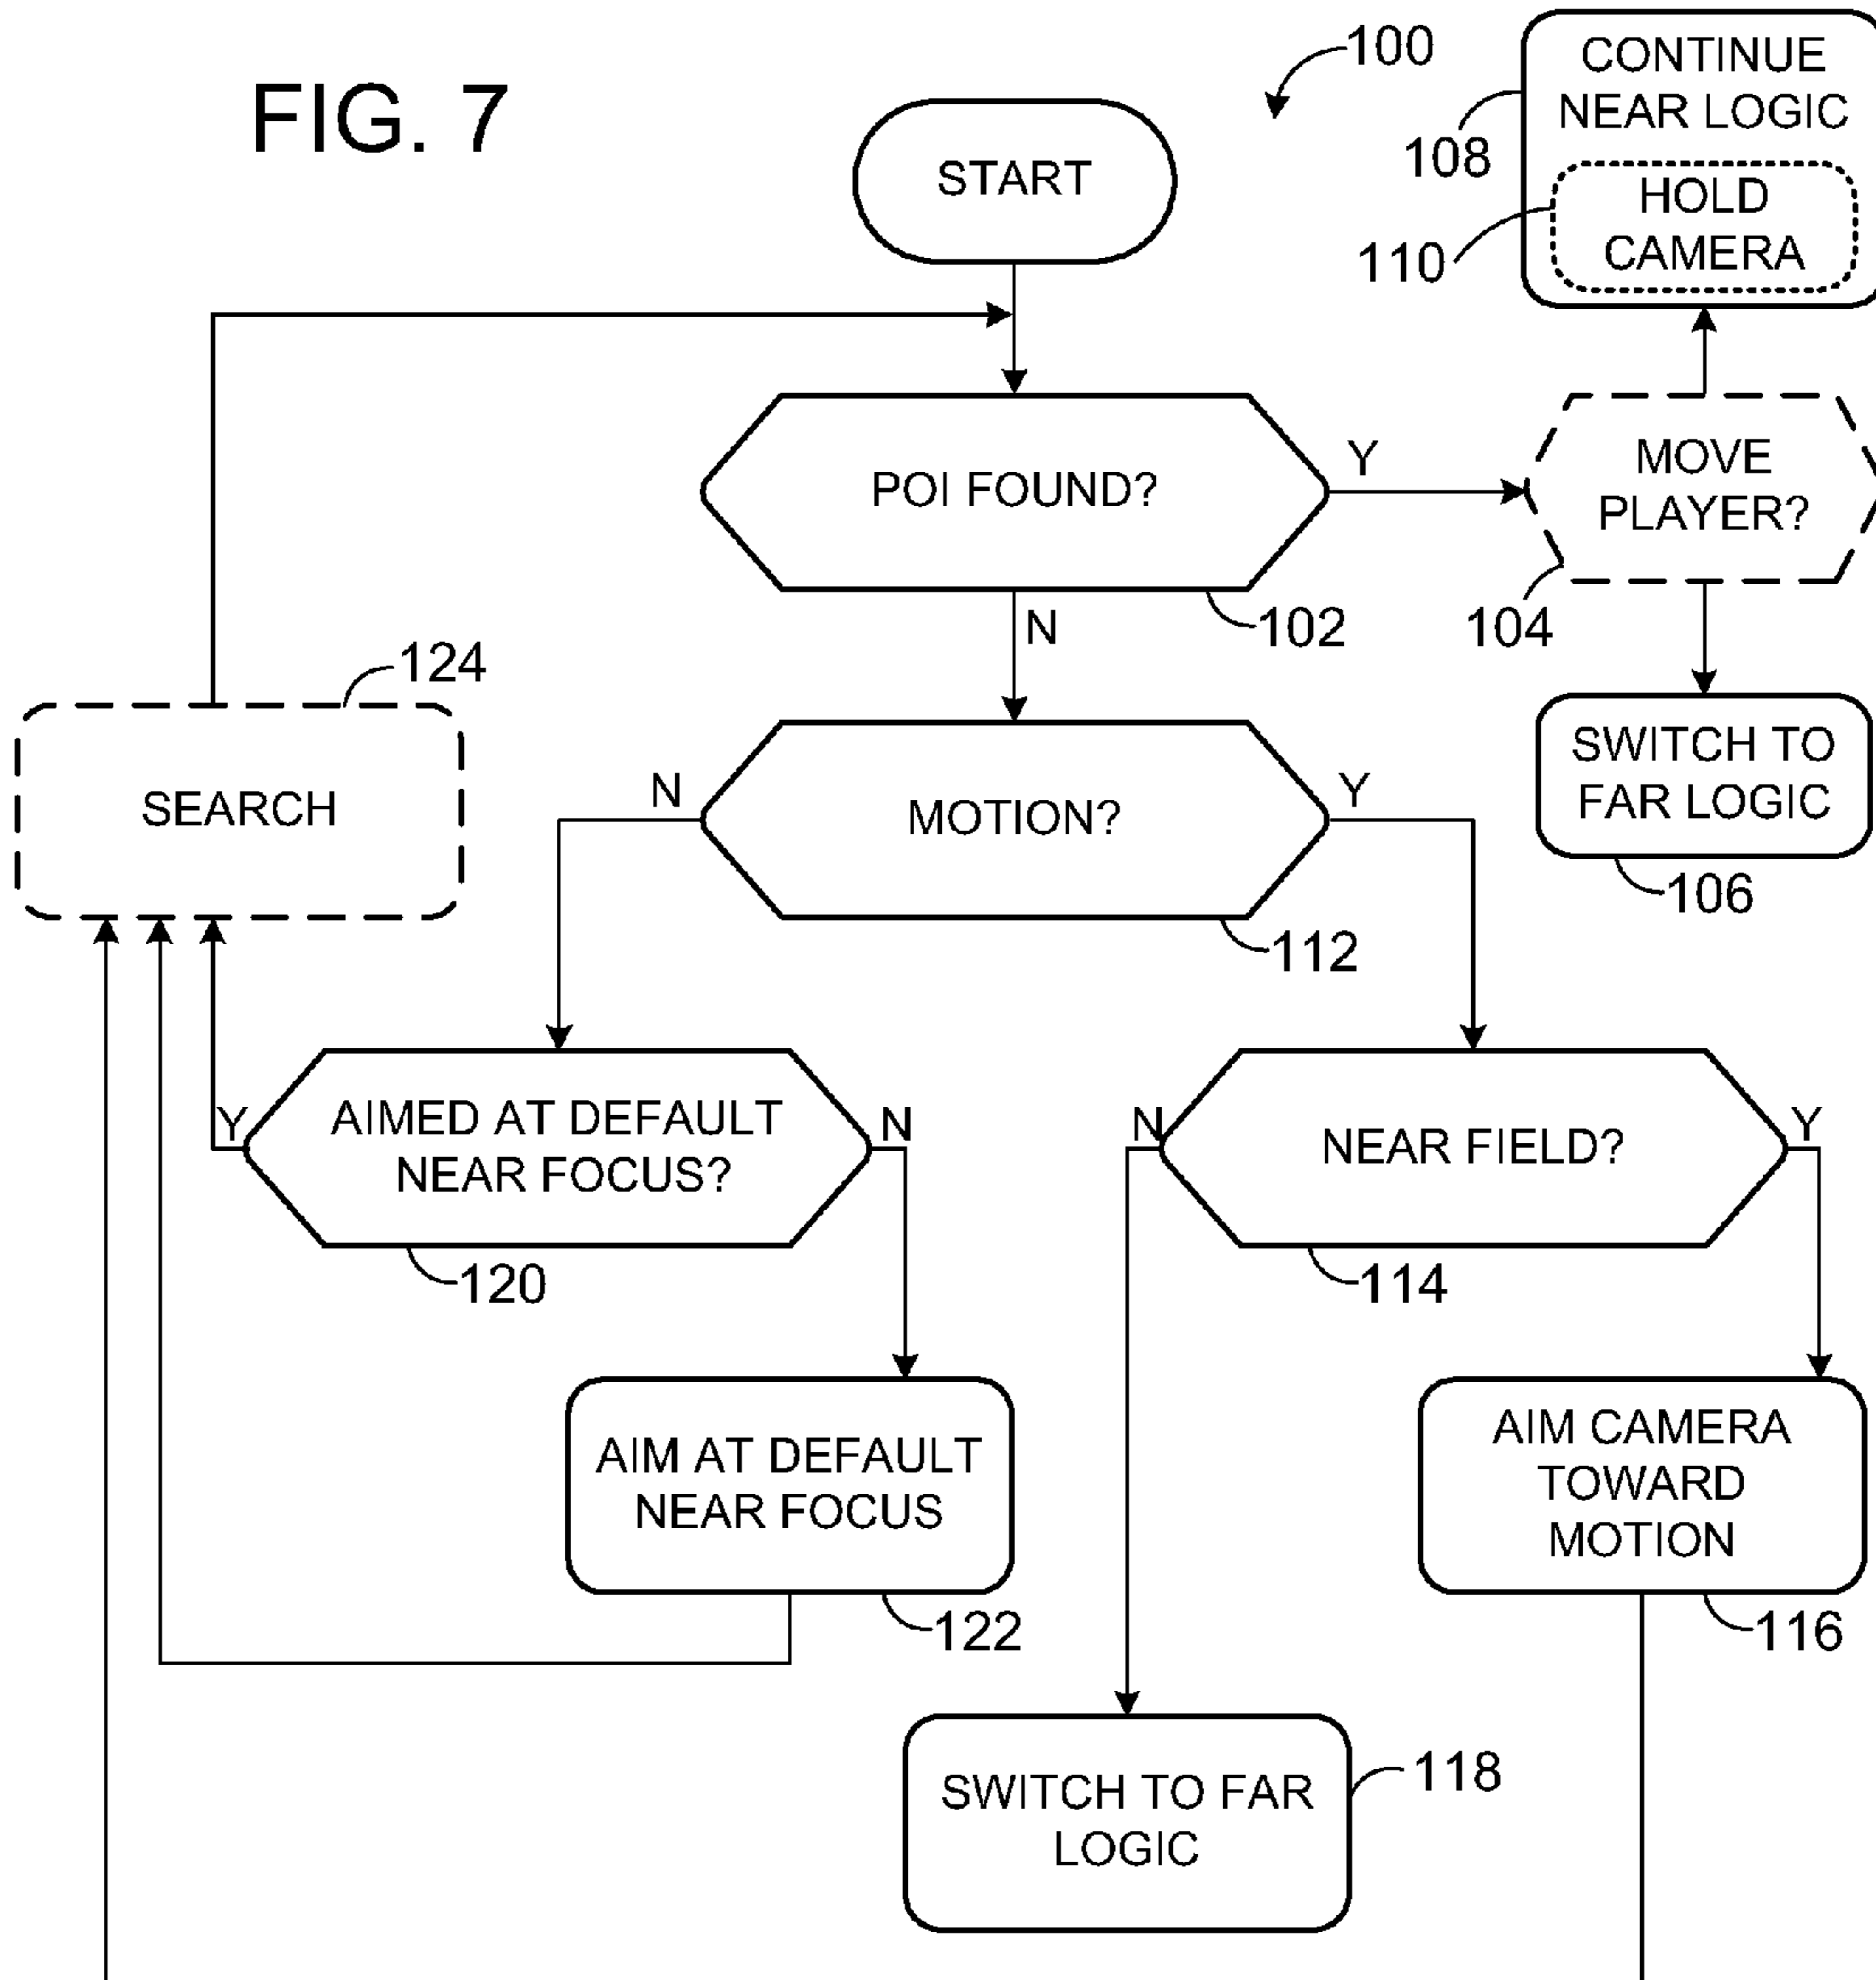 FIG. 7
100
START
CONTINUE
NEAR LOGIC
108
HOLD
CAMERA
110
POI FOUND?
Y
N
102
MOVE
PLAYER?
104
124
SEARCH
N
MOTION?
Y
112
SWITCH TO
FAR LOGIC
106
Y
AIMED AT DEFAULT
NEAR FOCUS?
N
120
N
NEAR FIELD?
Y
114
AIM AT DEFAULT
NEAR FOCUS
122
AIM CAMERA
TOWARD
MOTION
116
SWITCH TO FAR
LOGIC
118